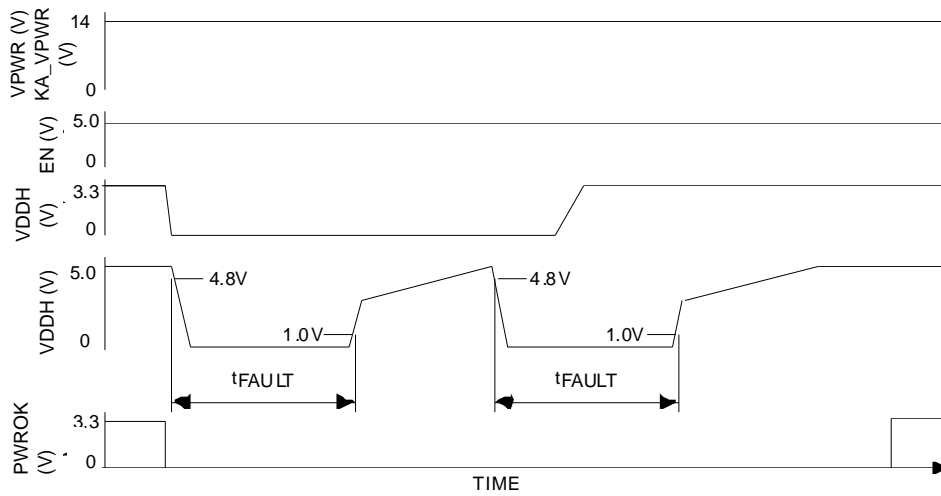 VPWR (V)
KA_VPWR
(V)
14
0
EN (V)
5.0
0
VDDH
(V)
3.3
0
VDDH (V)
5.0
0
4.8V
1.0V
4.8V
1.0V
tFAULT
tFAULT
PWROK
(V)
3.3
0
TIME